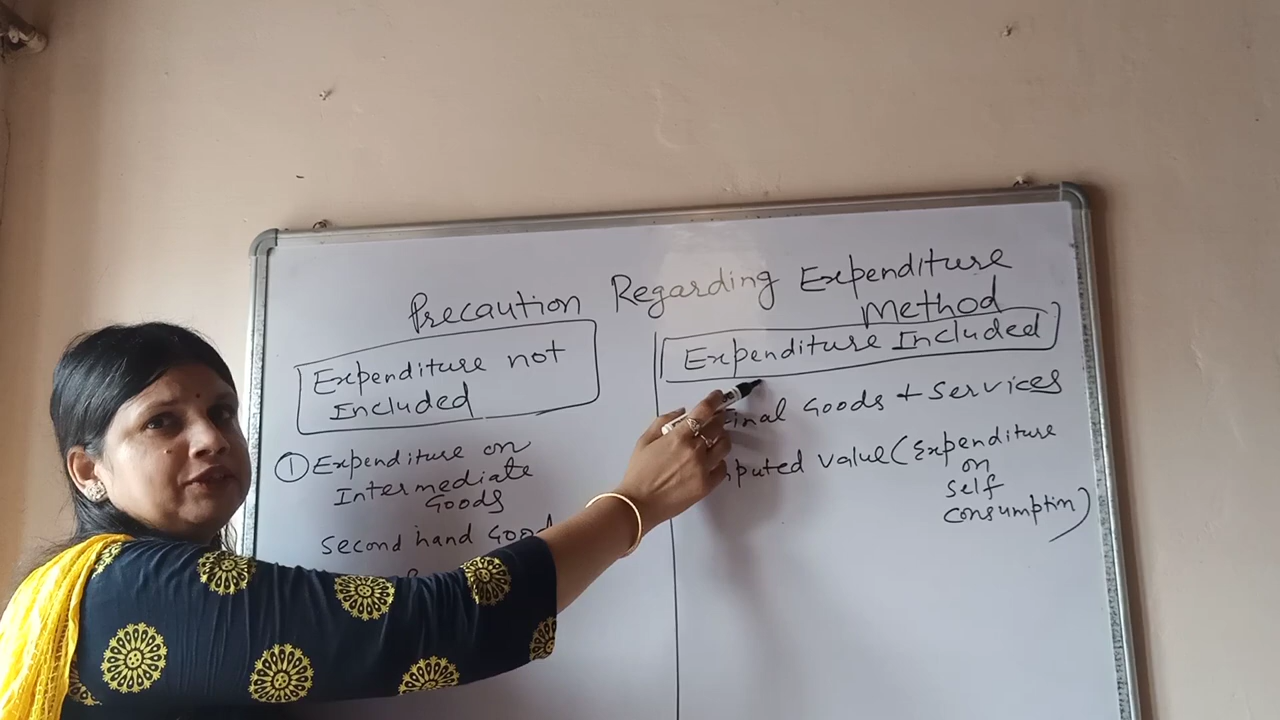 Precaution Regarding Expenditure
Method
Expenditure not
Included
① Expenditure on
Intermediate
Goods
Second hand
Expenditure Included
Final Goods + Services
value (Expenditure
on
self
consumption)